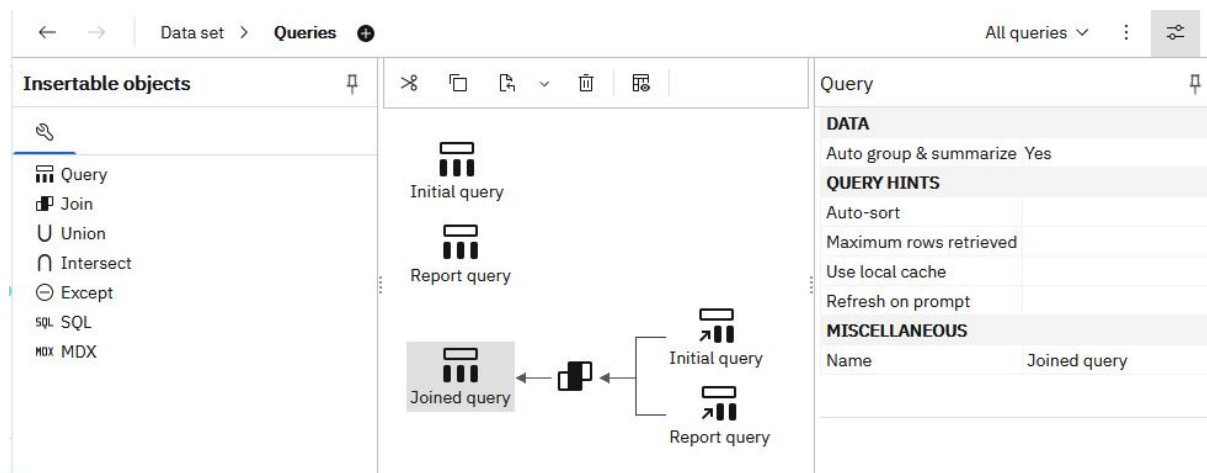 Data set > Queries
All queries
Insertable objects
Query
Join
Union
Intersect
Except
SQL SQL
MDX MDX
Initial query
Report query
Joined query
Initial query
Report query
Query
DATA
Auto group & summarize Yes
QUERY HINTS
Auto-sort
Maximum rows retrieved
Use local cache
Refresh on prompt
MISCELLANEOUS
Name Joined query